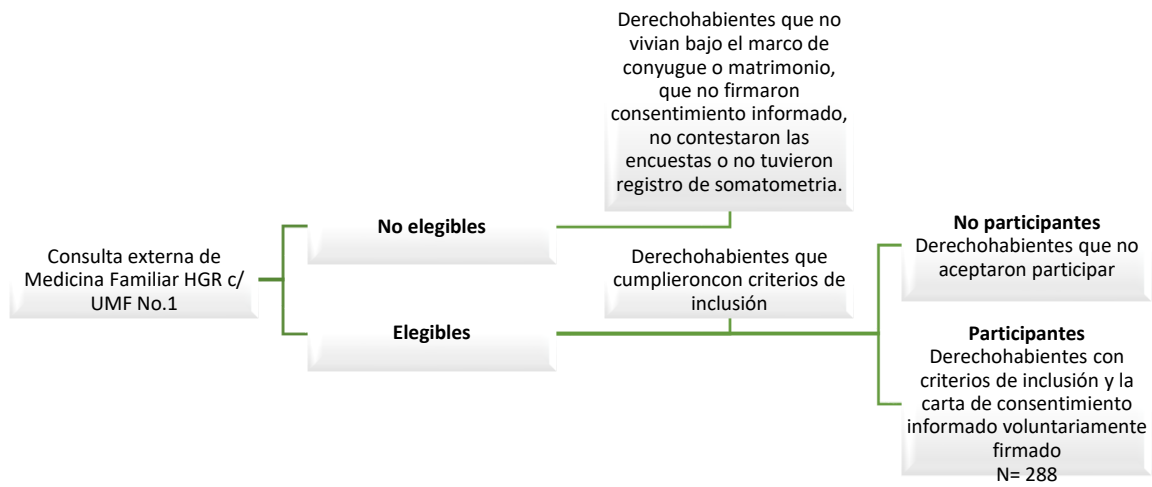 Consulta externa de
Medicina Familiar HGR c/
UMF No.1
No elegibles
Derechohabientes que no
vivian bajo el marco de
conyugue o matrimonio,
que no firmaron
consentimiento informado,
no contestaron las
encuestas o no tuvieron
registro de somatometria.
Elegibles
Derechohabientes que
cumplieroncon criterios de
inclusión
No participantes
Derechohabientes que no
aceptaron participar
Participantes
Derechohabientes con
criterios de inclusión y la
carta de consentimiento
informado voluntariamente
firmado
N= 288